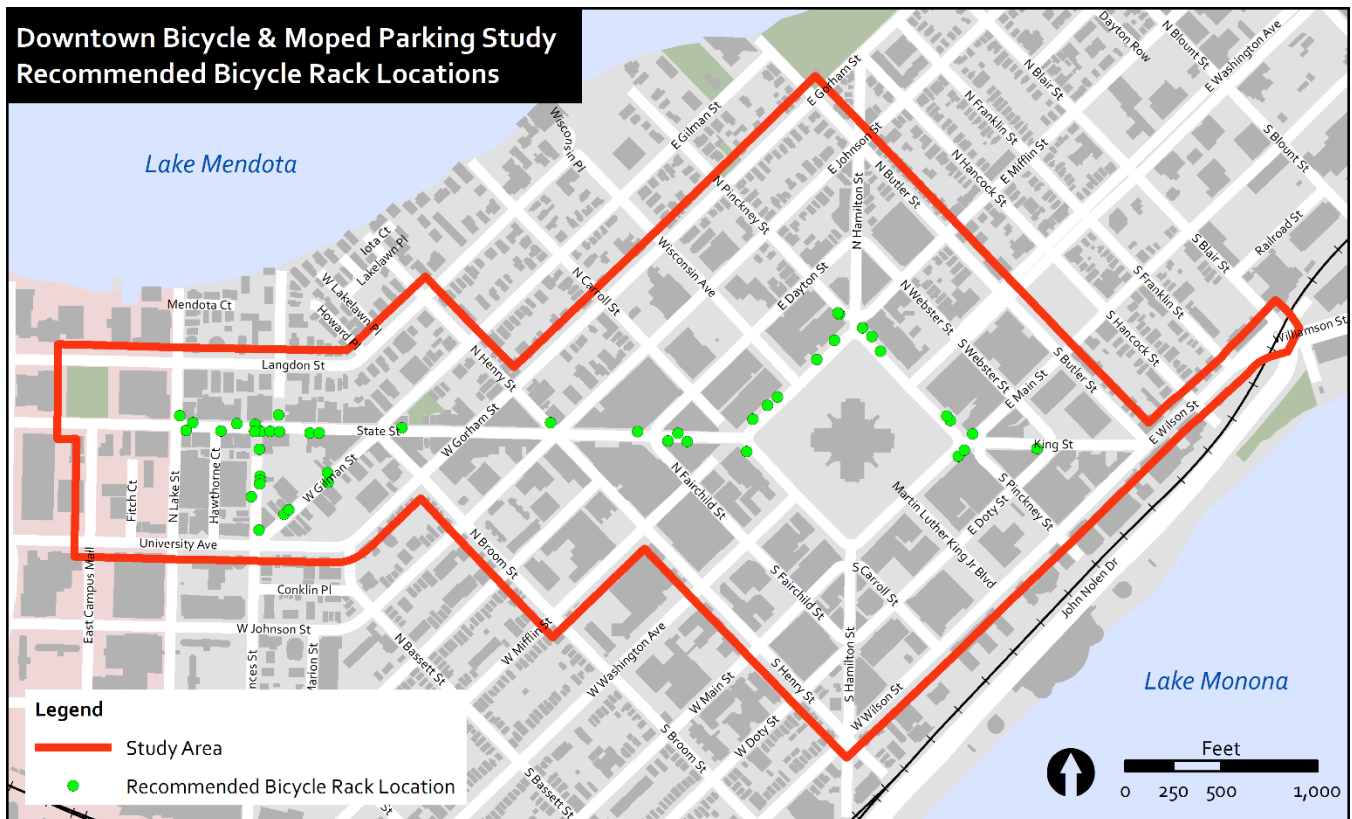 Downtown Bicycle & Moped Parking Study
Recommended Bicycle Rack Locations
Lake Mendota
Wisconsin Pl
E Gilman St
E Gorham St
E Johnson St
N Pinckney St
N Hamilton St
N Butler St
N Hancock St
N Franklin St
E Mifflin St
N Blair St
Dayton Row
N Blount St
E Washington Ave
S Blount St
Railroad St
S Blair St
S Franklin St
S Hancock St
Williamson St
Iota Ct
Lakelawn Pl
W Lakelawn Pl
Howard Pl
Mendota Ct
Langdon St
N Henry St
N Carroll St
Wisconsin Ave
E Dayton St
N Webster St
S Webster St
E Main St
S Butler St
E Wilson St
King St
State St
W Gorham St
W Gilman St
N Lake St
Hawthorne Ct
Fitch Ct
University Ave
East Campus Mall
Conklin Pl
W Johnson St
nces St
Marion St
N Bassett St
N Broom St
W Mifflin St
W Washington Ave
N Fairchild St
S Fairchild St
S Carroll St
S Hamilton St
S Henry St
W Main St
W Doty St
W Wilson St
S Broom St
S Bassett St
Martin Luther King Jr Blvd
E Doty St
S Pinckney St
John Nolen Dr
Lake Monona
Legend
Study Area
Recommended Bicycle Rack Location
Feet
0 250 500 1,000